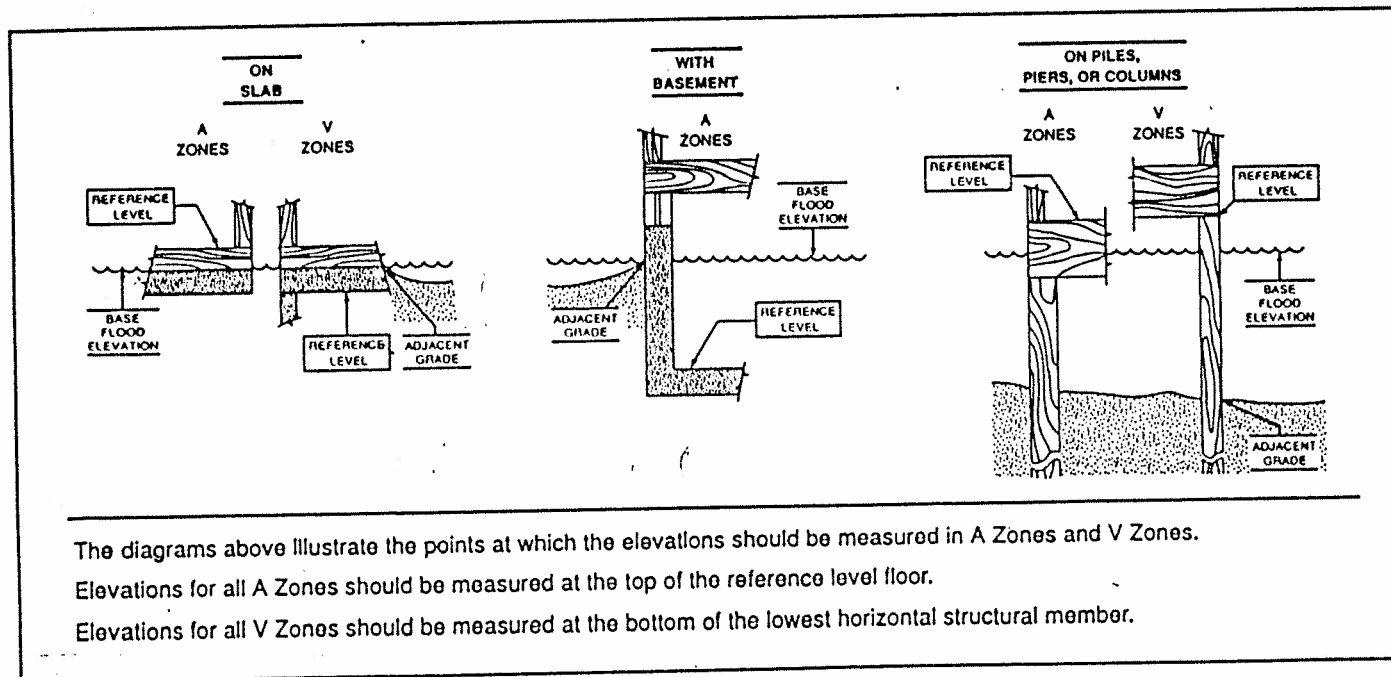 ON
SLAB
A
ZONES
V
ZONES
REFERENCE
LEVEL
BASE
FLOOD
ELEVATION
REFERENCE
LEVEL
ADJACENT
GRADE
WITH
BASEMENT
A
ZONES
BASE
FLOOD
ELEVATION
ADJACENT
GRADE
REFERENCE
LEVEL
ON PILES,
PIERS, OR COLUMNS
A
ZONES
V
ZONES
REFERENCE
LEVEL
REFERENCE
LEVEL
BASE
FLOOD
ELEVATION
ADJACENT
GRADE
The diagrams above illustrate the points at which the elevations should be measured in A Zones and V Zones.
Elevations for all A Zones should be measured at the top of the reference level floor.
Elevations for all V Zones should be measured at the bottom of the lowest horizontal structural member.